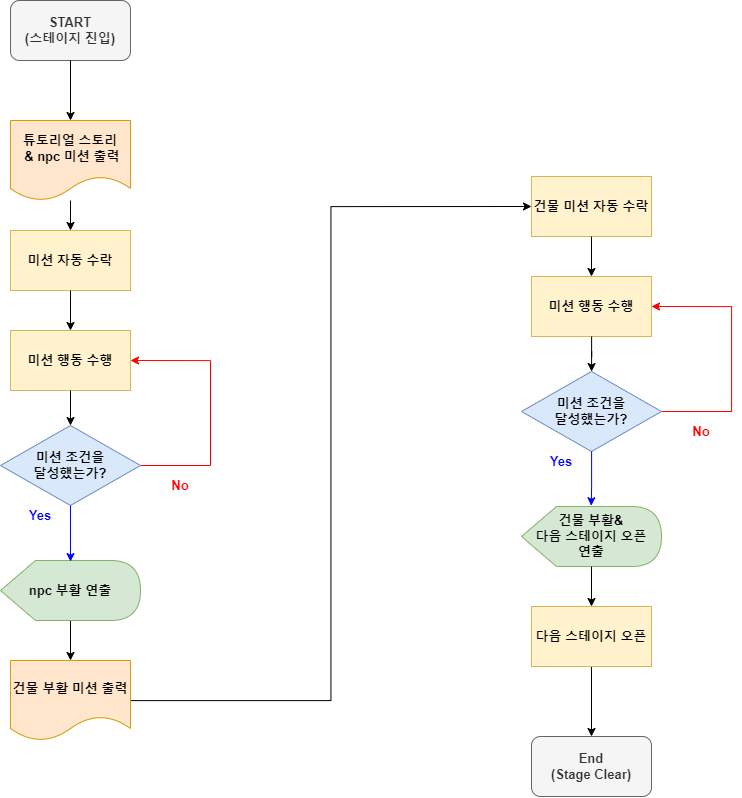 START
(스테이지 진입)
튜토리얼 스토리
& npc 미션 출력
미션 자동 수락
미션 행동 수행
미션 조건을
달성했는가?
No
Yes
npc 부활 연출
건물 부활 미션 출력
건물 미션 자동 수락
미션 행동 수행
미션 조건을
달성했는가?
No
Yes
건물 부활&
다음 스테이지 오픈
연출
다음 스테이지 오픈
End
(Stage Clear)